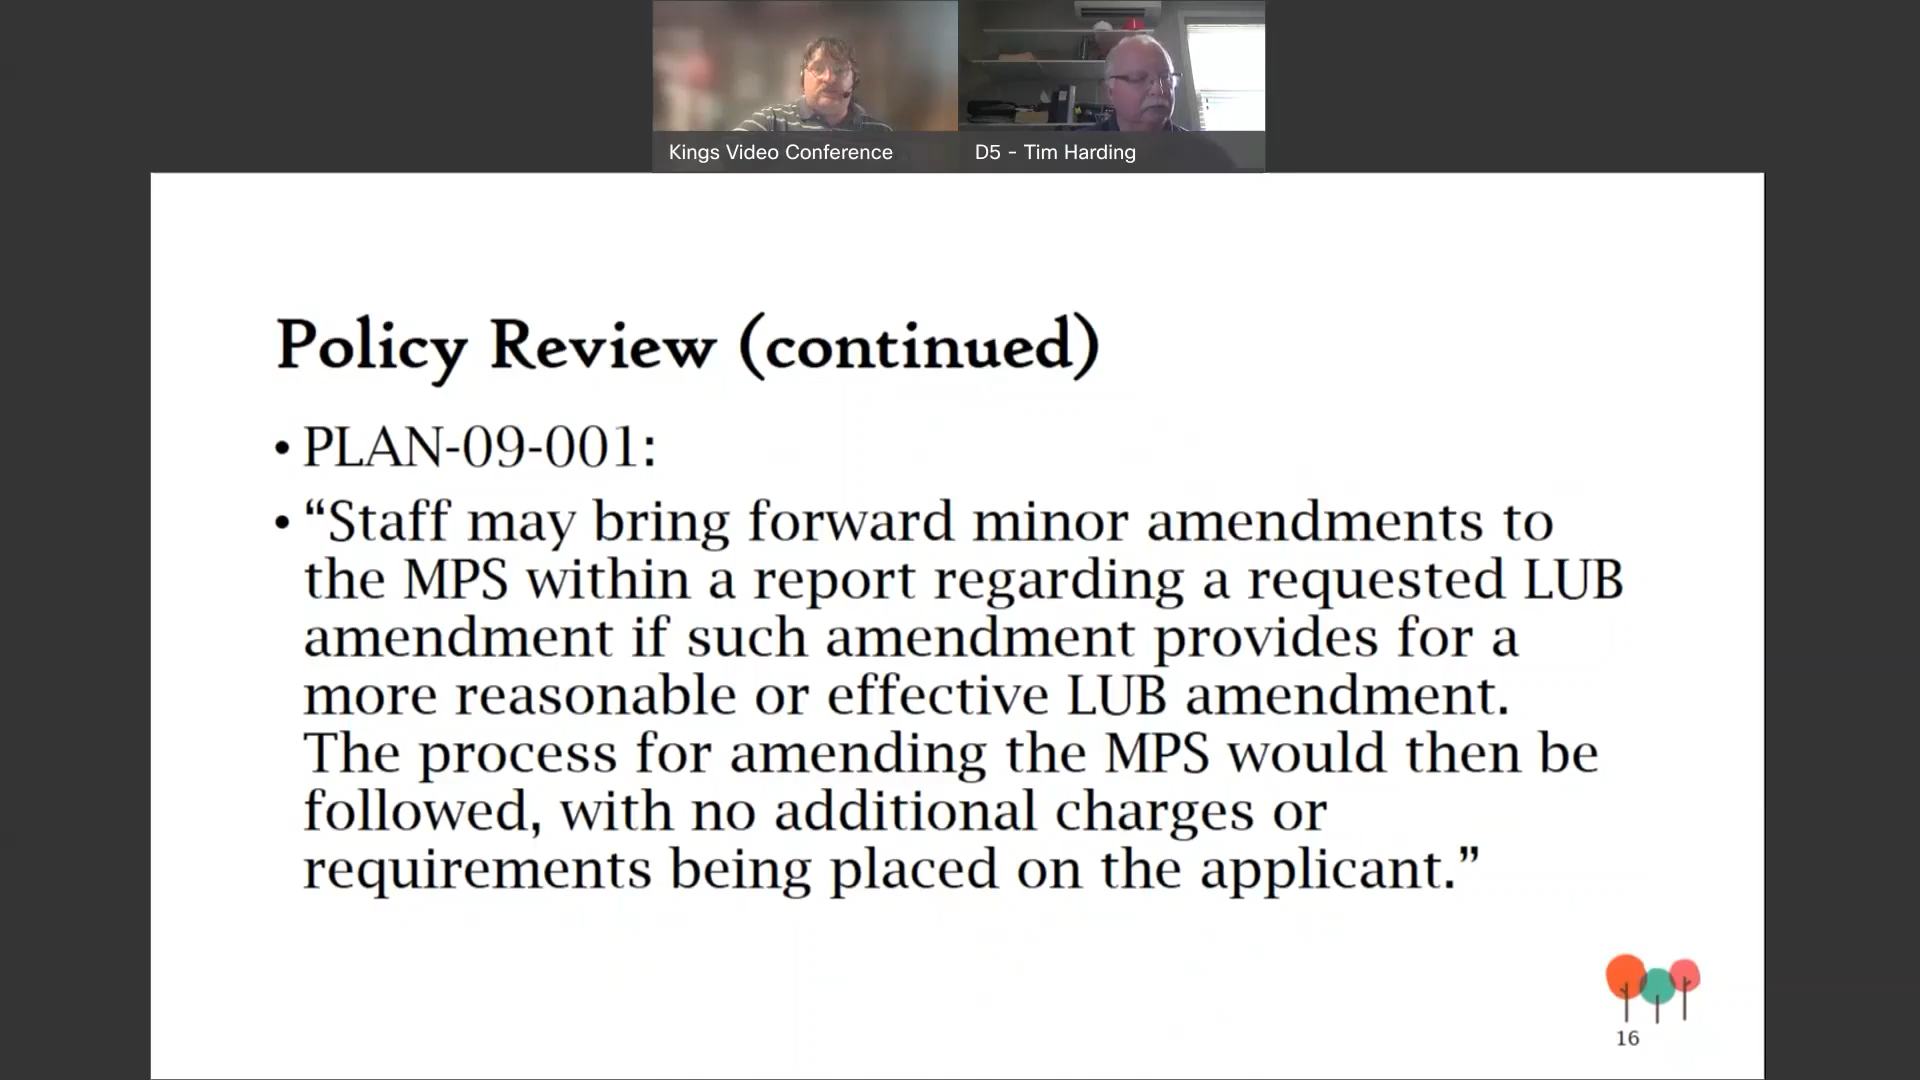 Kings Video Conference
D5 - Tim Harding
Policy Review (continued)
• PLAN-09-001:
• “Staff may bring forward minor amendments to
the MPS within a report regarding a requested LUB
amendment if such amendment provides for a
more reasonable or effective LUB amendment.
The process for amending the MPS would then be
followed, with no additional charges or
requirements being placed on the applicant.”
16